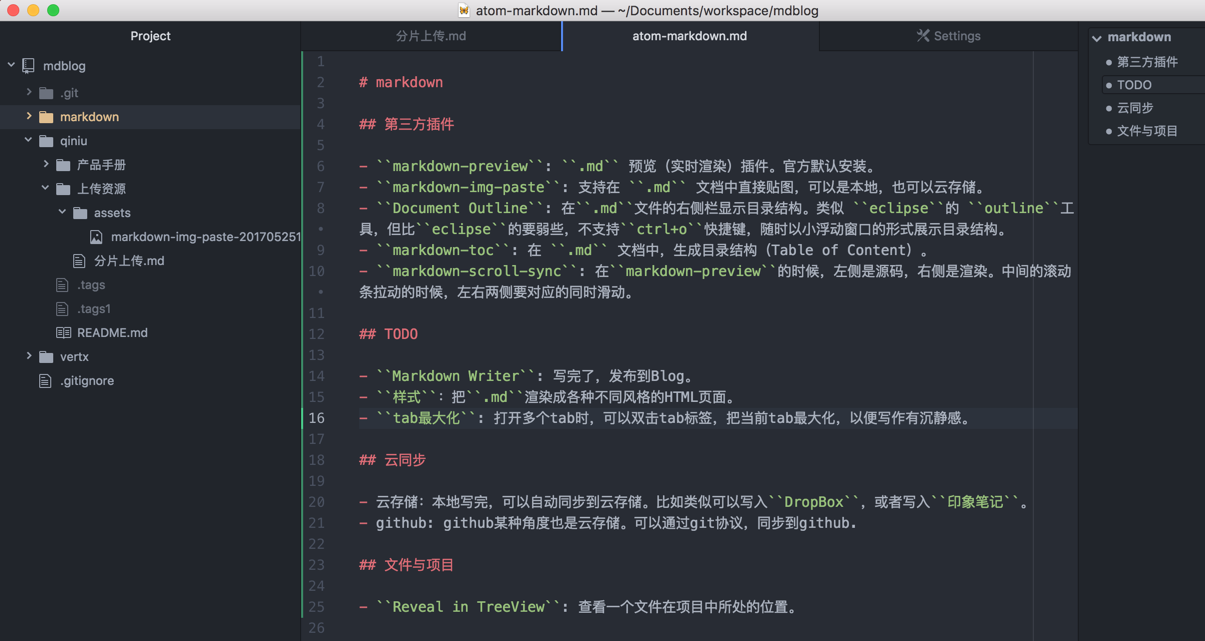 atom-markdown.md — ~/Documents/workspace/mdblog
Project
mdblog
.git
markdown
qiniu
产品手册
上传资源
assets
markdown-img-paste-201705251
分片上传.md
.tags
.tags1
README.md
vertx
.gitignore
分片上传.md
atom-markdown.md
Settings
1
2 # markdown
3
4 ## 第三方插件
5
6 - ``markdown-preview``: ``.md`` 预览（实时渲染）插件。官方默认安装。
7 - ``markdown-img-paste``: 支持在 ``.md`` 文档中直接贴图，可以是本地，也可以云存储。
8 - ``Document Outline``: 在``.md``文件的右侧栏显示目录结构。类似 ``eclipse``的 ``outline``工
• 具，但比``eclipse``的要弱些，不支持``ctrl+o``快捷键，随时以小浮动窗口的形式展示目录结构。
9 - ``markdown-toc``: 在 ``.md`` 文档中，生成目录结构（Table of Content）。
10 - ``markdown-scroll-sync``: 在``markdown-preview``的时候，左侧是源码，右侧是渲染。中间的滚动
• 条拉动的时候，左右两侧要对应的同时滑动。
11
12 ## TODO
13
14 - ``Markdown Writer``: 写完了，发布到Blog。
15 - ``样式``: 把``.md``渲染成各种不同风格的HTML页面。
16 - ``tab最大化``: 打开多个tab时，可以双击tab标签，把当前tab最大化，以便写作有沉静感。
17
18 ## 云同步
19
20 - 云存储: 本地写完，可以自动同步到云存储。比如类似可以写入``DropBox``，或者写入``印象笔记``。
21 - github: github某种角度也是云存储。可以通过git协议，同步到github.
22
23 ## 文件与项目
24
25 - ``Reveal in TreeView``: 查看一个文件在项目中所处的位置。
26
markdown
第三方插件
TODO
云同步
文件与项目